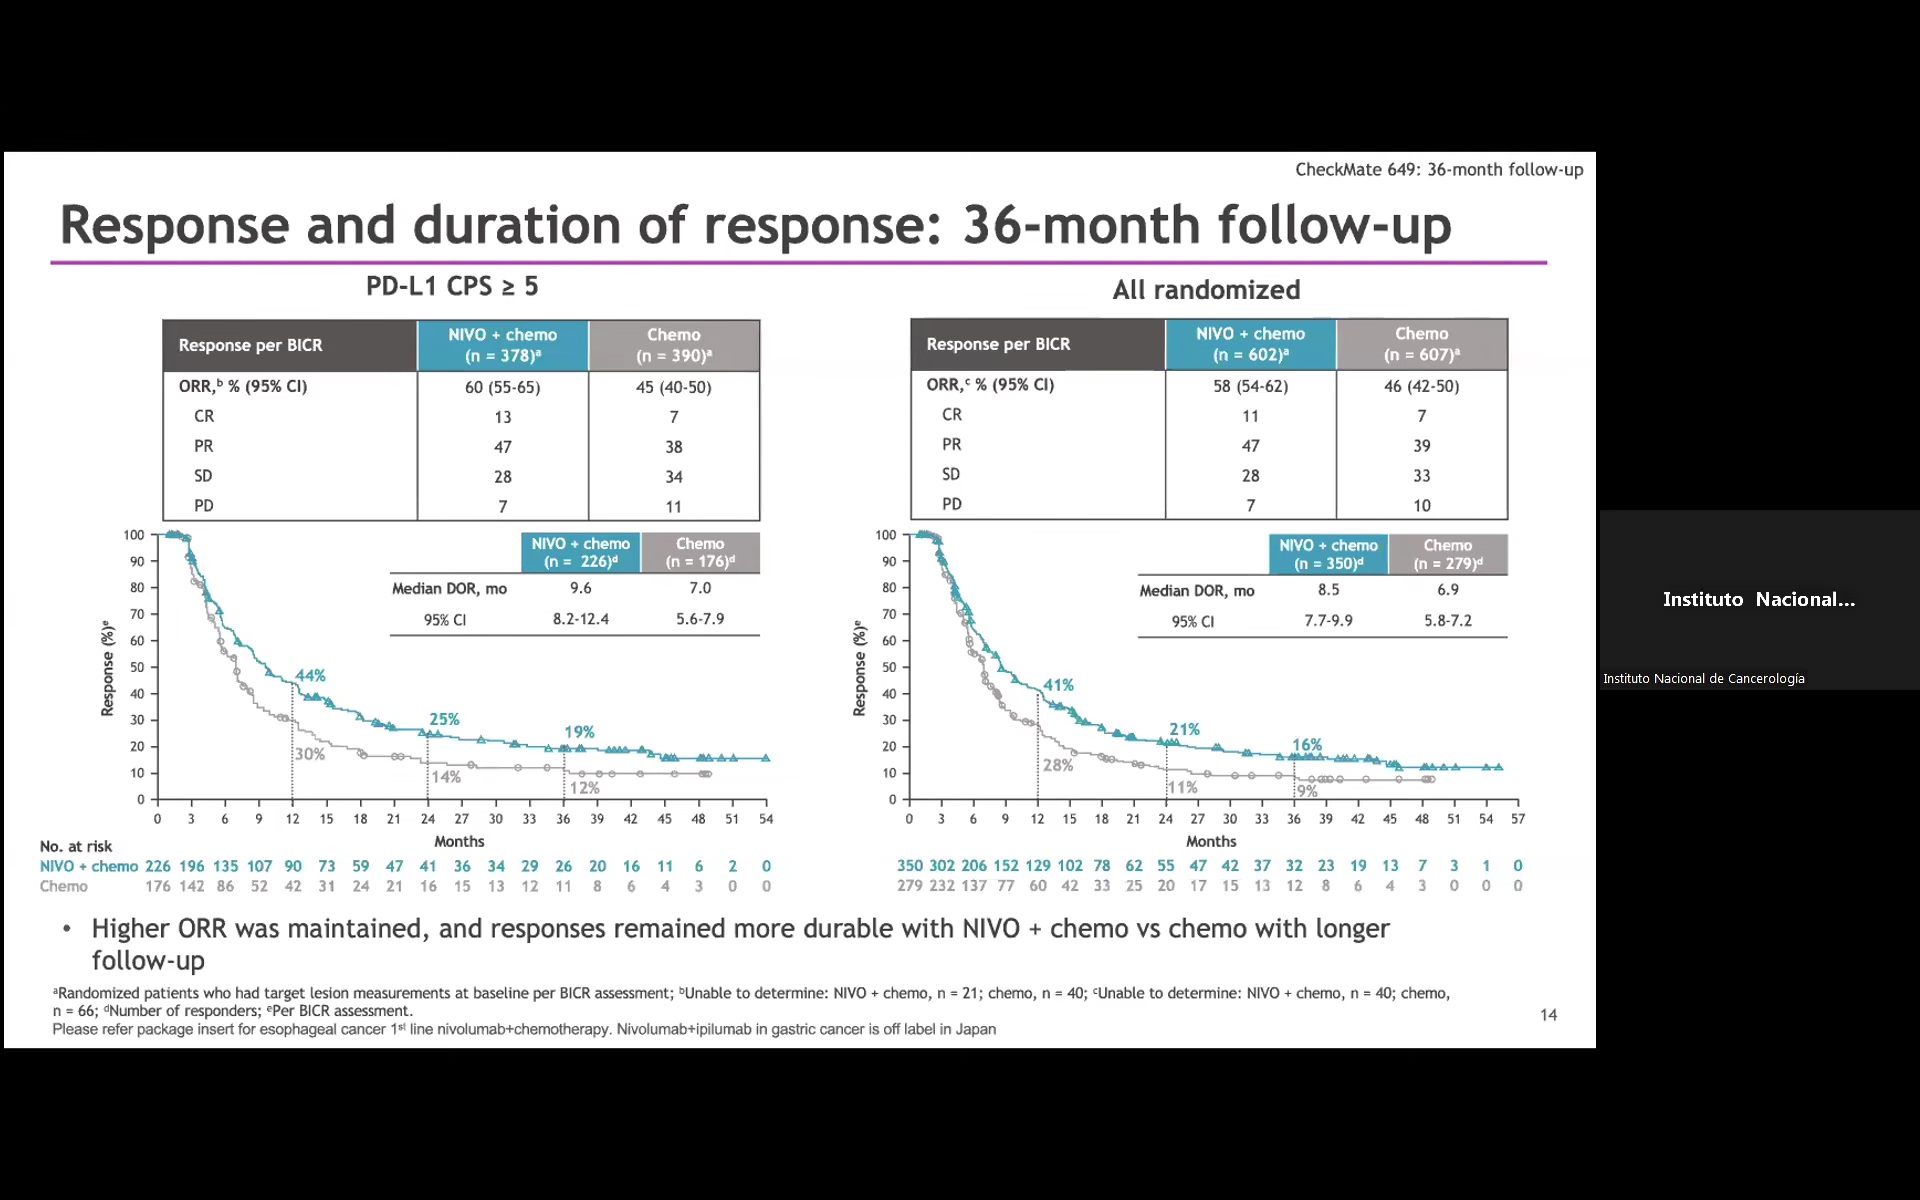 CheckMate 649: 36-month follow-up
Response and duration of response: 36-month follow-up
PD-L1 CPS ≥ 5
Response per BICR
NIVO + chemo
(n = 378)ᵃ
Chemo
(n = 390)ᵃ
ORR,ᵇ % (95% CI) 60 (55-65) 45 (40-50)
CR 13 7
PR 47 38
SD 28 34
PD 7 11
NIVO + chemo
(n = 226)ᵈ
Chemo
(n = 176)ᵈ
Median DOR, mo 9.6 7.0
95% CI 8.2-12.4 5.6-7.9
Response (%)ᵉ
100
90
80
70
60
50
40
30
20
10
0
44%
30%
25%
14%
19%
12%
0 3 6 9 12 15 18 21 24 27 30 33 36 39 42 45 48 51 54
Months
No. at risk
NIVO + chemo 226 196 135 107 90 73 59 47 41 36 34 29 26 20 16 11 6 2 0
Chemo 176 142 86 52 42 31 24 21 16 15 13 12 11 8 6 4 3 0 0
All randomized
Response per BICR
NIVO + chemo
(n = 602)ᵃ
Chemo
(n = 607)ᵃ
ORR,ᶜ % (95% CI) 58 (54-62) 46 (42-50)
CR 11 7
PR 47 39
SD 28 33
PD 7 10
NIVO + chemo
(n = 350)ᵈ
Chemo
(n = 279)ᵈ
Median DOR, mo 8.5 6.9
95% CI 7.7-9.9 5.8-7.2
Response (%)ᵉ
100
90
80
70
60
50
40
30
20
10
0
41%
28%
21%
11%
16%
9%
0 3 6 9 12 15 18 21 24 27 30 33 36 39 42 45 48 51 54 57
Months
350 302 206 152 129 102 78 62 55 47 42 37 32 23 19 13 7 3 1 0
279 232 137 77 60 42 33 25 20 17 15 13 12 8 6 4 3 0 0 0
• Higher ORR was maintained, and responses remained more durable with NIVO + chemo vs chemo with longer
follow-up
ᵃRandomized patients who had target lesion measurements at baseline per BICR assessment; ᵇUnable to determine: NIVO + chemo, n = 21; chemo, n = 40; ᶜUnable to determine: NIVO + chemo, n = 40; chemo,
n = 66; ᵈNumber of responders; ᵉPer BICR assessment.
Please refer package insert for esophageal cancer 1ˢᵗ line nivolumab+chemotherapy. Nivolumab+ipilumab in gastric cancer is off label in Japan
14
Instituto Nacional...
Instituto Nacional de Cancerología